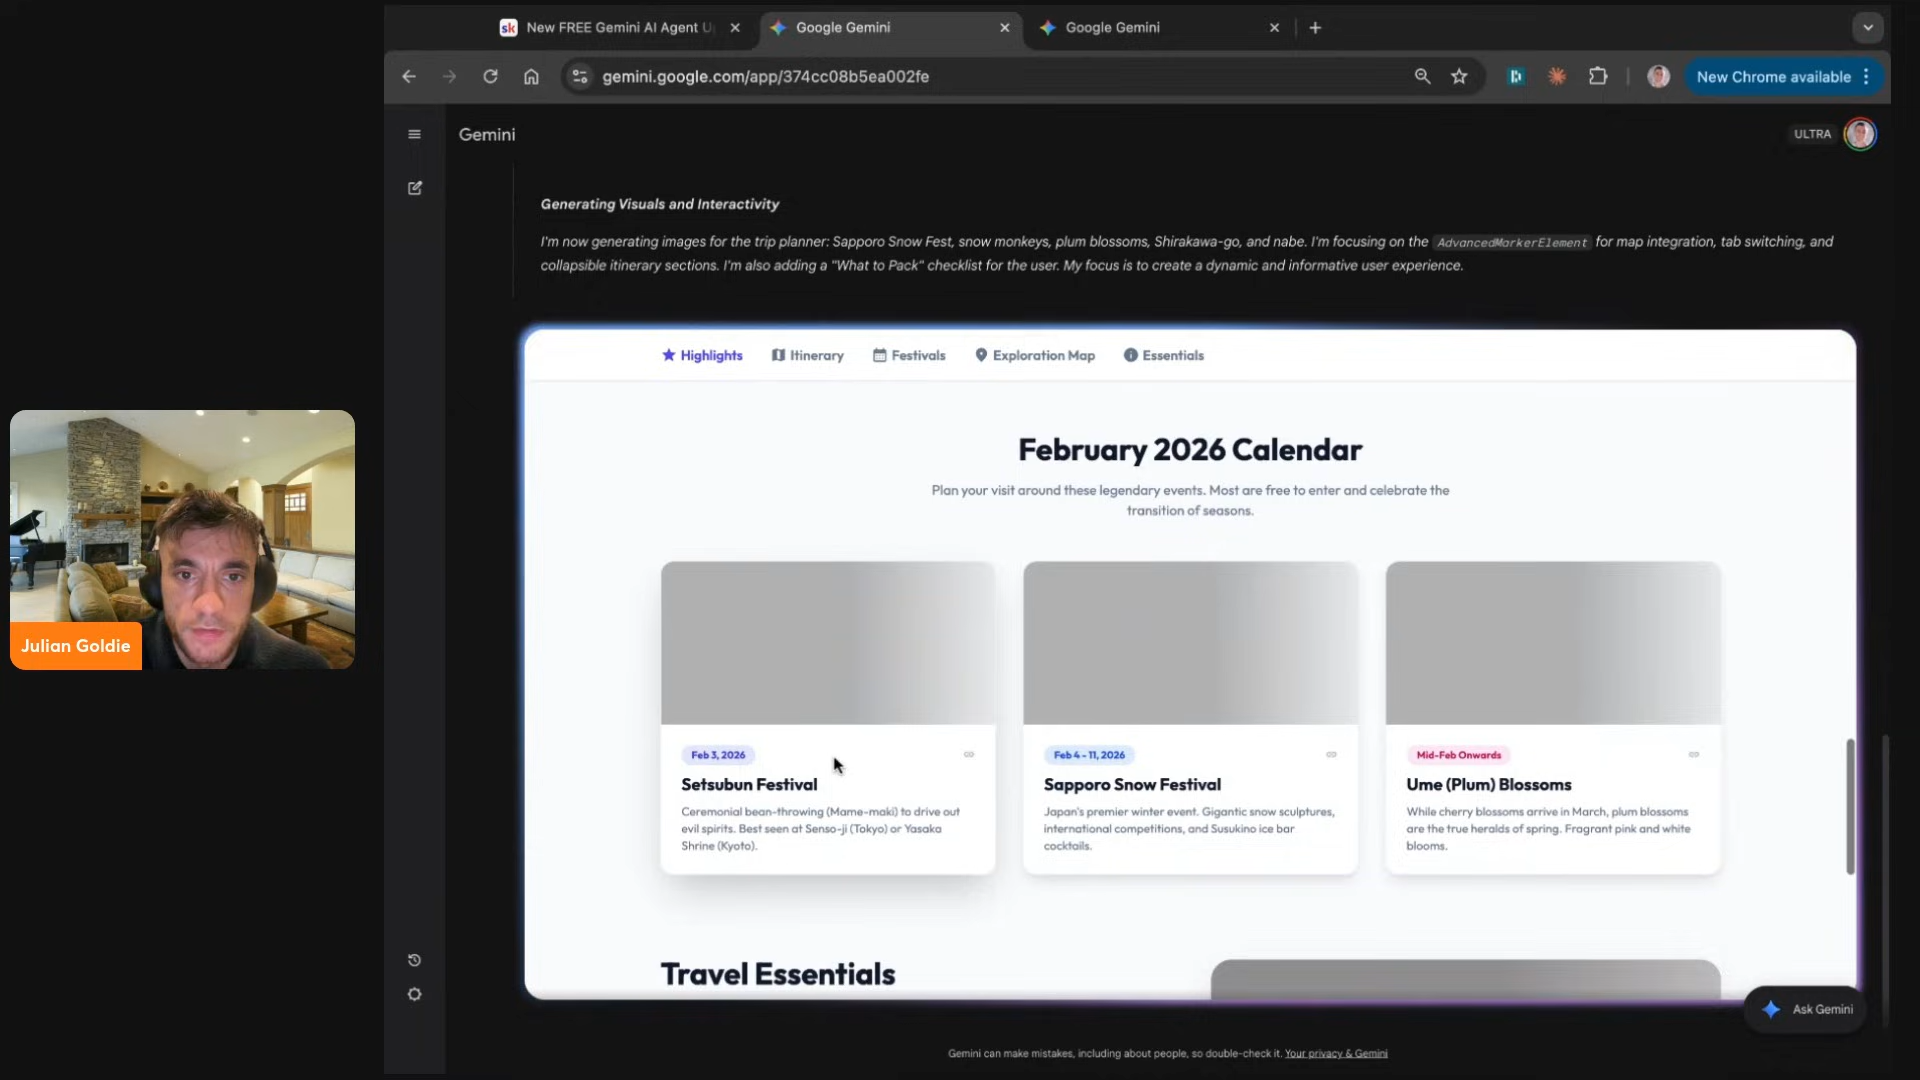 New FREE Gemini AI Agent U
Google Gemini
Google Gemini
gemini.google.com/app/374cc08b5ea002fe
New Chrome available
Gemini
ULTRA
Generating Visuals and Interactivity
I'm now generating images for the trip planner: Sapporo Snow Fest, snow monkeys, plum blossoms, Shirakawa-go, and nabe. I'm focusing on the AdvancedMarkerElement for map integration, tab switching, and
collapsible itinerary sections. I'm also adding a "What to Pack" checklist for the user. My focus is to create a dynamic and informative user experience.
Highlights
Itinerary
Festivals
Exploration Map
Essentials
February 2026 Calendar
Plan your visit around these legendary events. Most are free to enter and celebrate the
transition of seasons.
Feb 3, 2026
Setsubun Festival
Ceremonial bean-throwing (Mame-maki) to drive out
evil spirits. Best seen at Senso-ji (Tokyo) or Yasaka
Shrine (Kyoto).
Feb 4 - 11, 2026
Sapporo Snow Festival
Japan's premier winter event. Gigantic snow sculptures,
international competitions, and Susukino ice bar
cocktails.
Mid-Feb Onwards
Ume (Plum) Blossoms
While cherry blossoms arrive in March, plum blossoms
are the true heralds of spring. Fragrant pink and white
blooms.
Travel Essentials
Ask Gemini
Gemini can make mistakes, including about people, so double-check it. Your privacy & Gemini
Julian Goldie